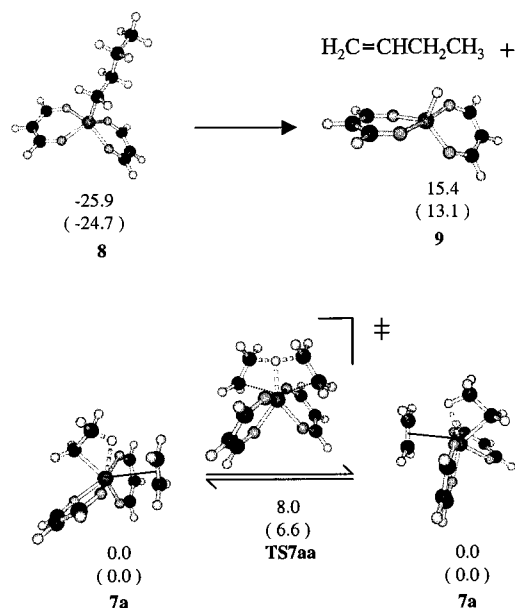 H₂C=CHCH₂CH₃ +
-25.9
( -24.7 )
8
15.4
( 13.1 )
9
‡
8.0
( 6.6 )
TS7aa
0.0
( 0.0 )
7a
0.0
( 0.0 )
7a